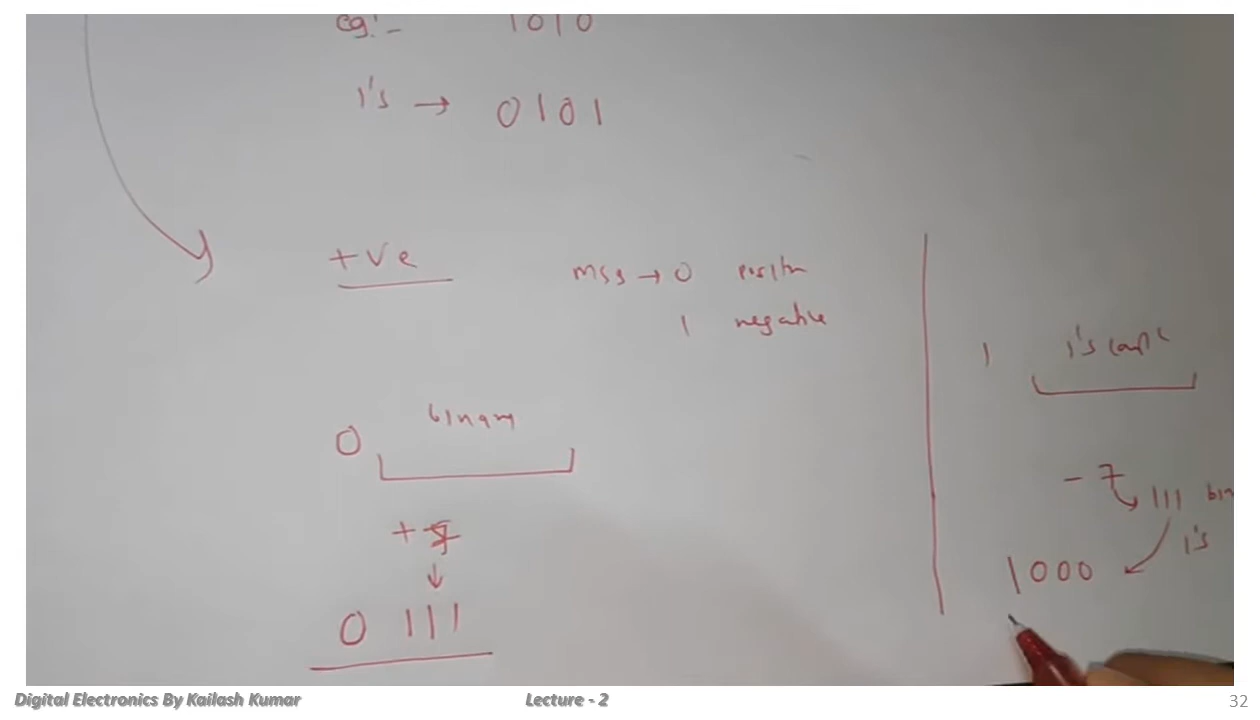 eg:- 1010
1's → 0101
+ve
MSB → 0 positive
1 negative
0 binary
+7
↓
0 111
1 1's comple
- 7
111 bin
1's
1000
Digital Electronics By Kailash Kumar
Lecture - 2
32